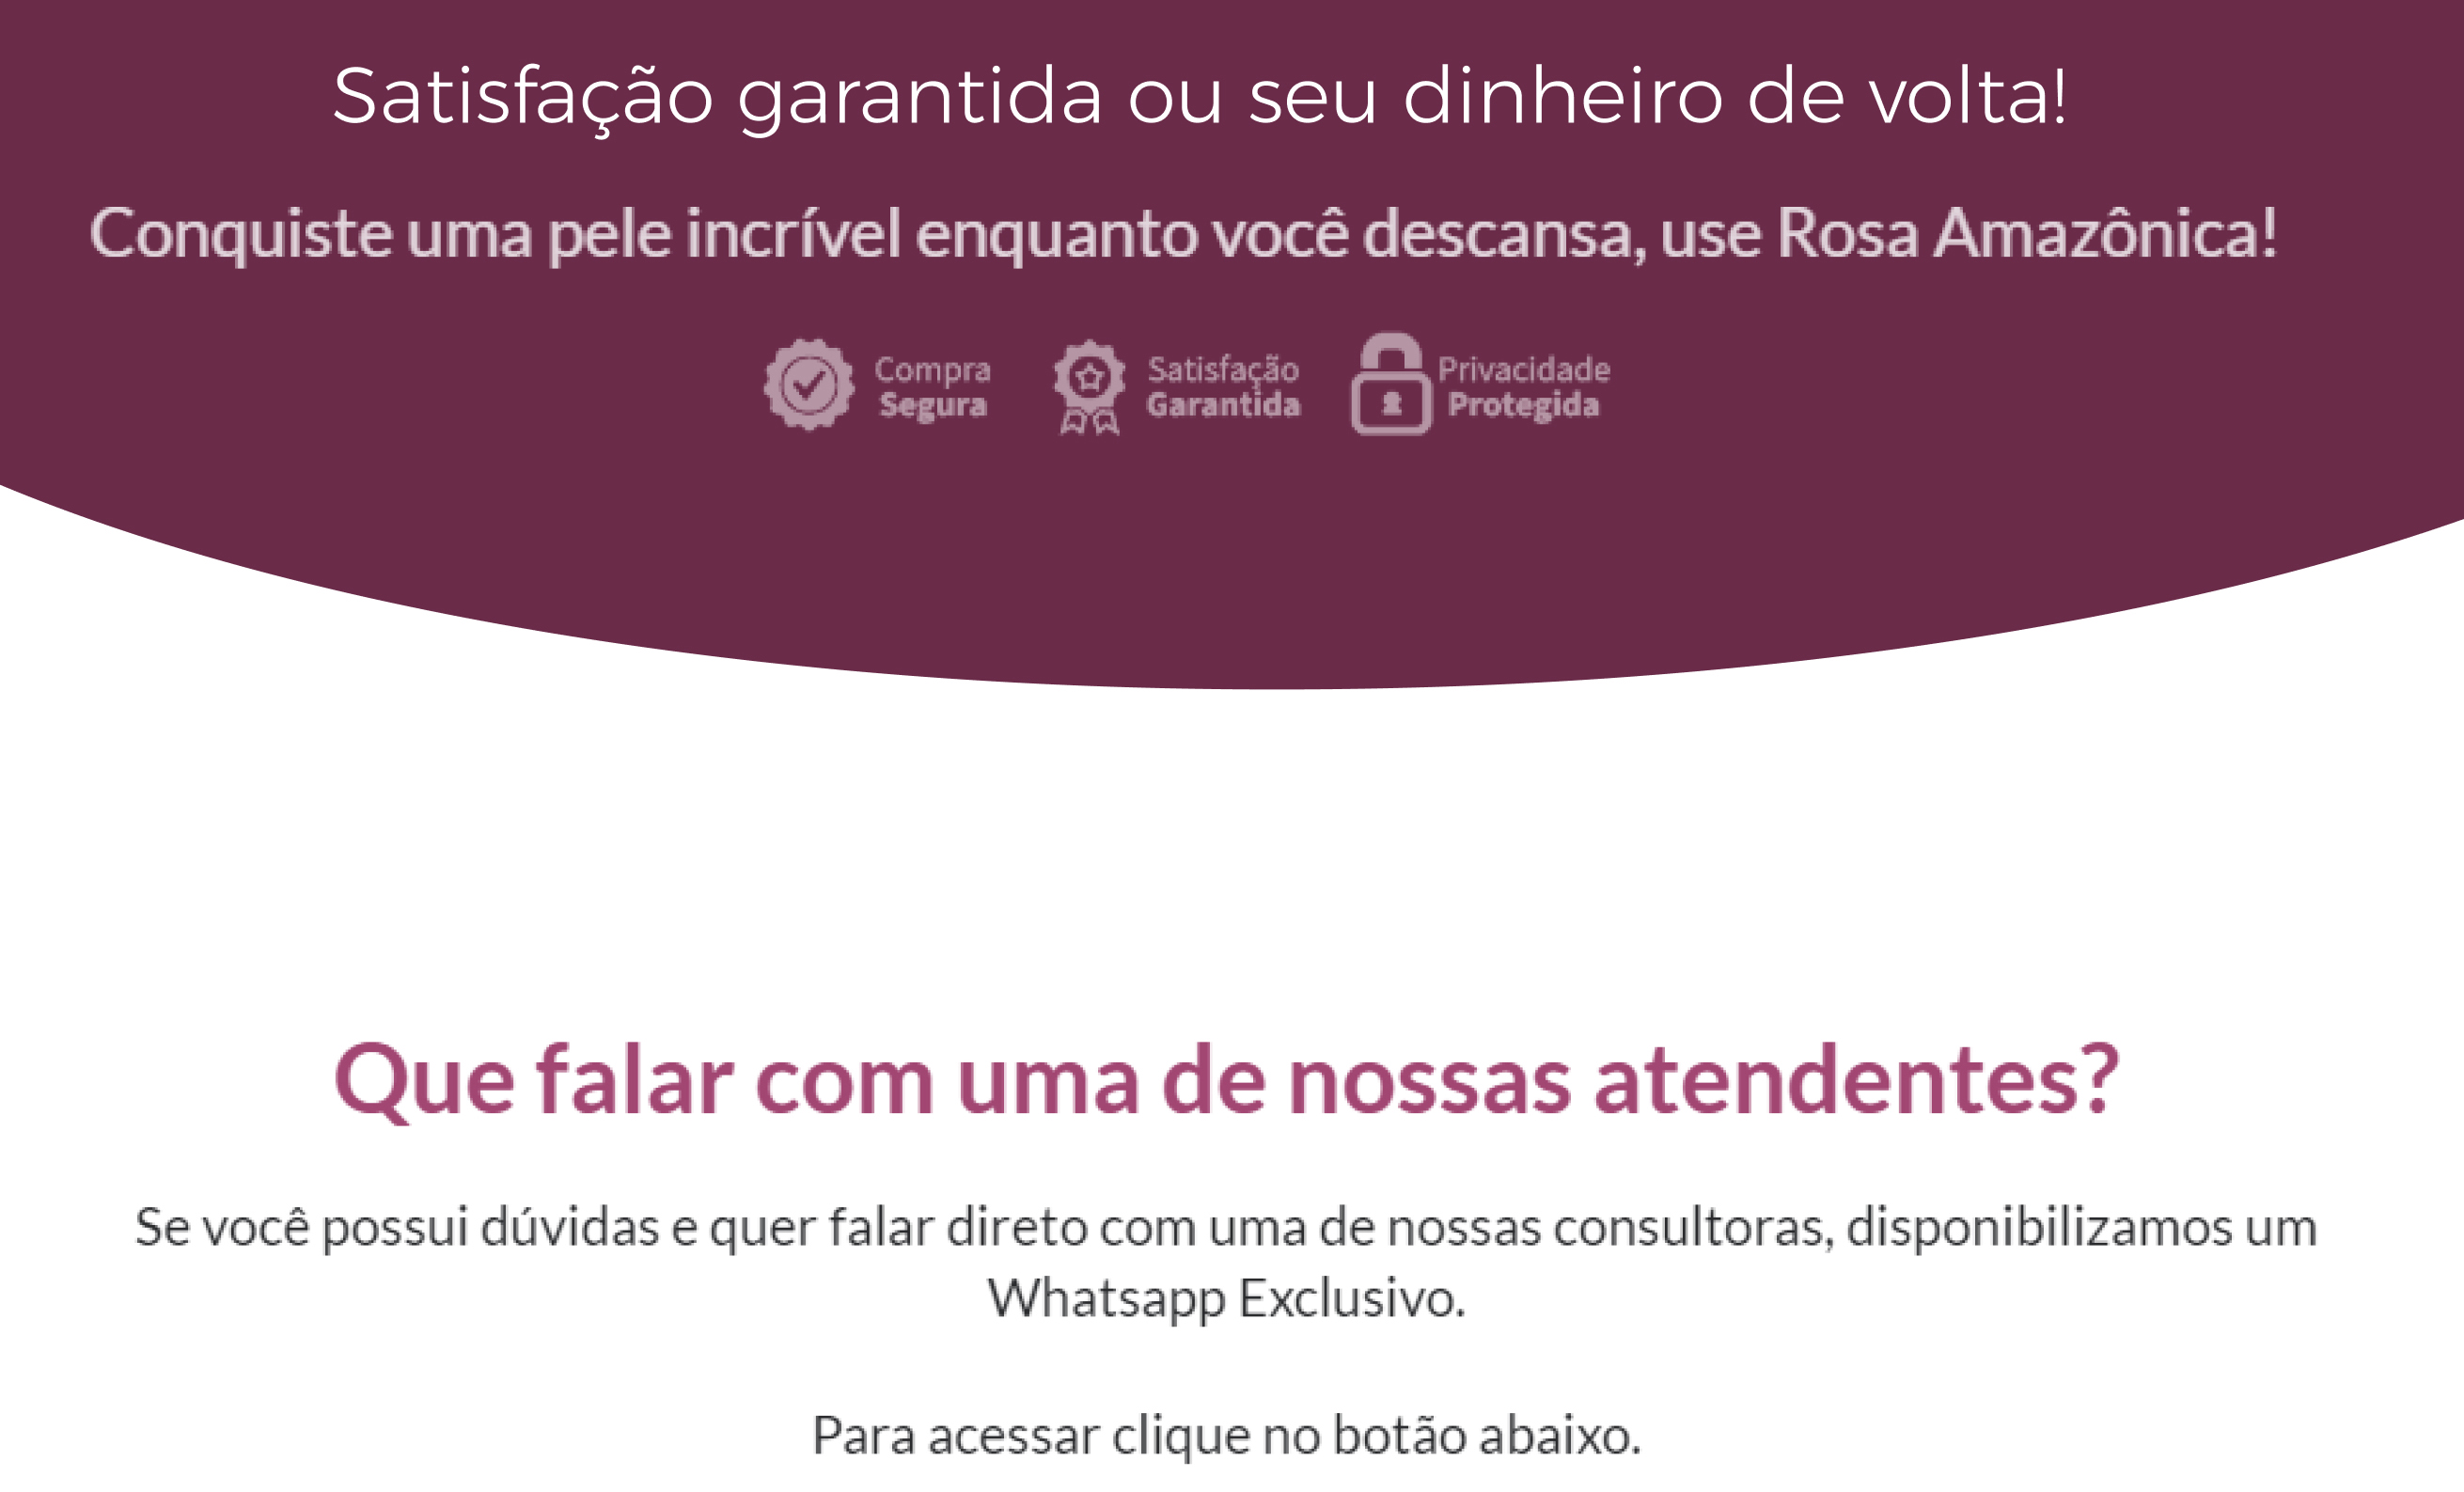 Satisfação garantida ou seu dinheiro de volta!
Conquiste uma pele incrível enquanto você descansa, use Rosa Amazônica!
Compra
Segura
Satisfação
Garantida
Privacidade
Protegida
Que falar com uma de nossas atendentes?
Se você possui dúvidas e quer falar direto com uma de nossas consultoras, disponibilizamos um
Whatsapp Exclusivo.
Para acessar clique no botão abaixo.